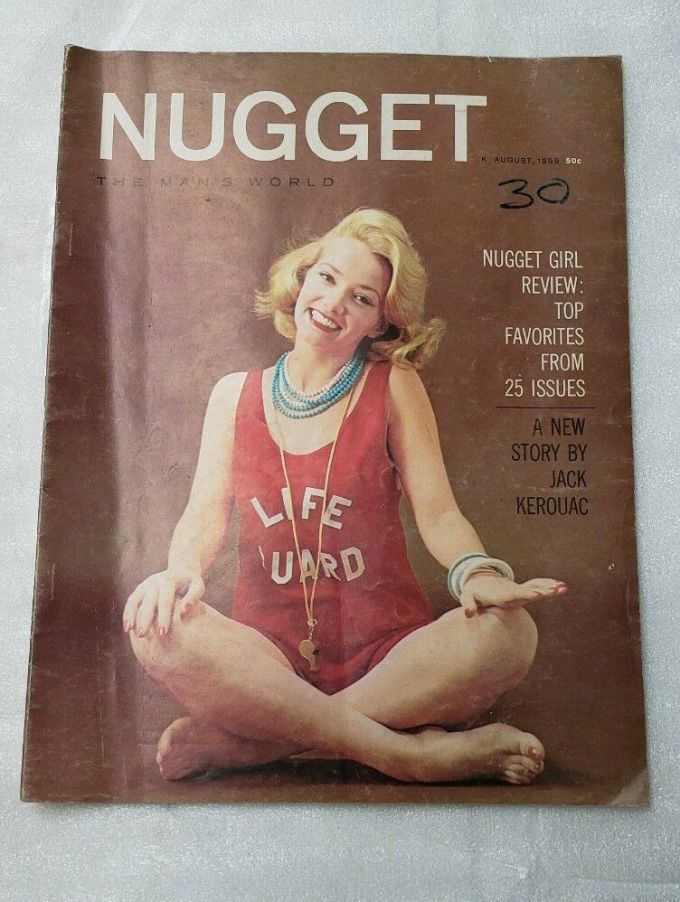 NUGGET
K AUGUST, 1959 50c
THE MAN'S WORLD
30
NUGGET GIRL
REVIEW:
TOP
FAVORITES
FROM
25 ISSUES
A NEW
STORY BY
JACK
KEROUAC
LIFE
UARD